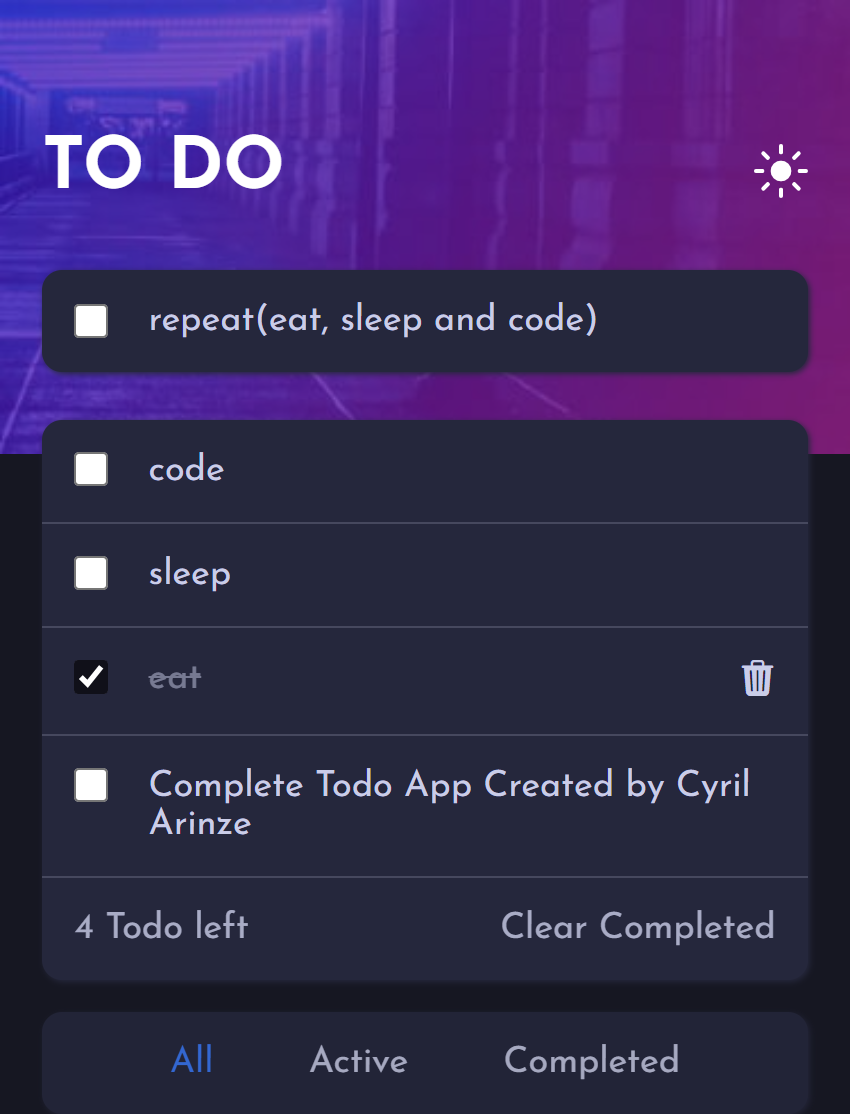 TO DO
repeat(eat, sleep and code)
code
sleep
eat
Complete Todo App Created by Cyril
Arinze
4 Todo left Clear Completed
All Active Completed